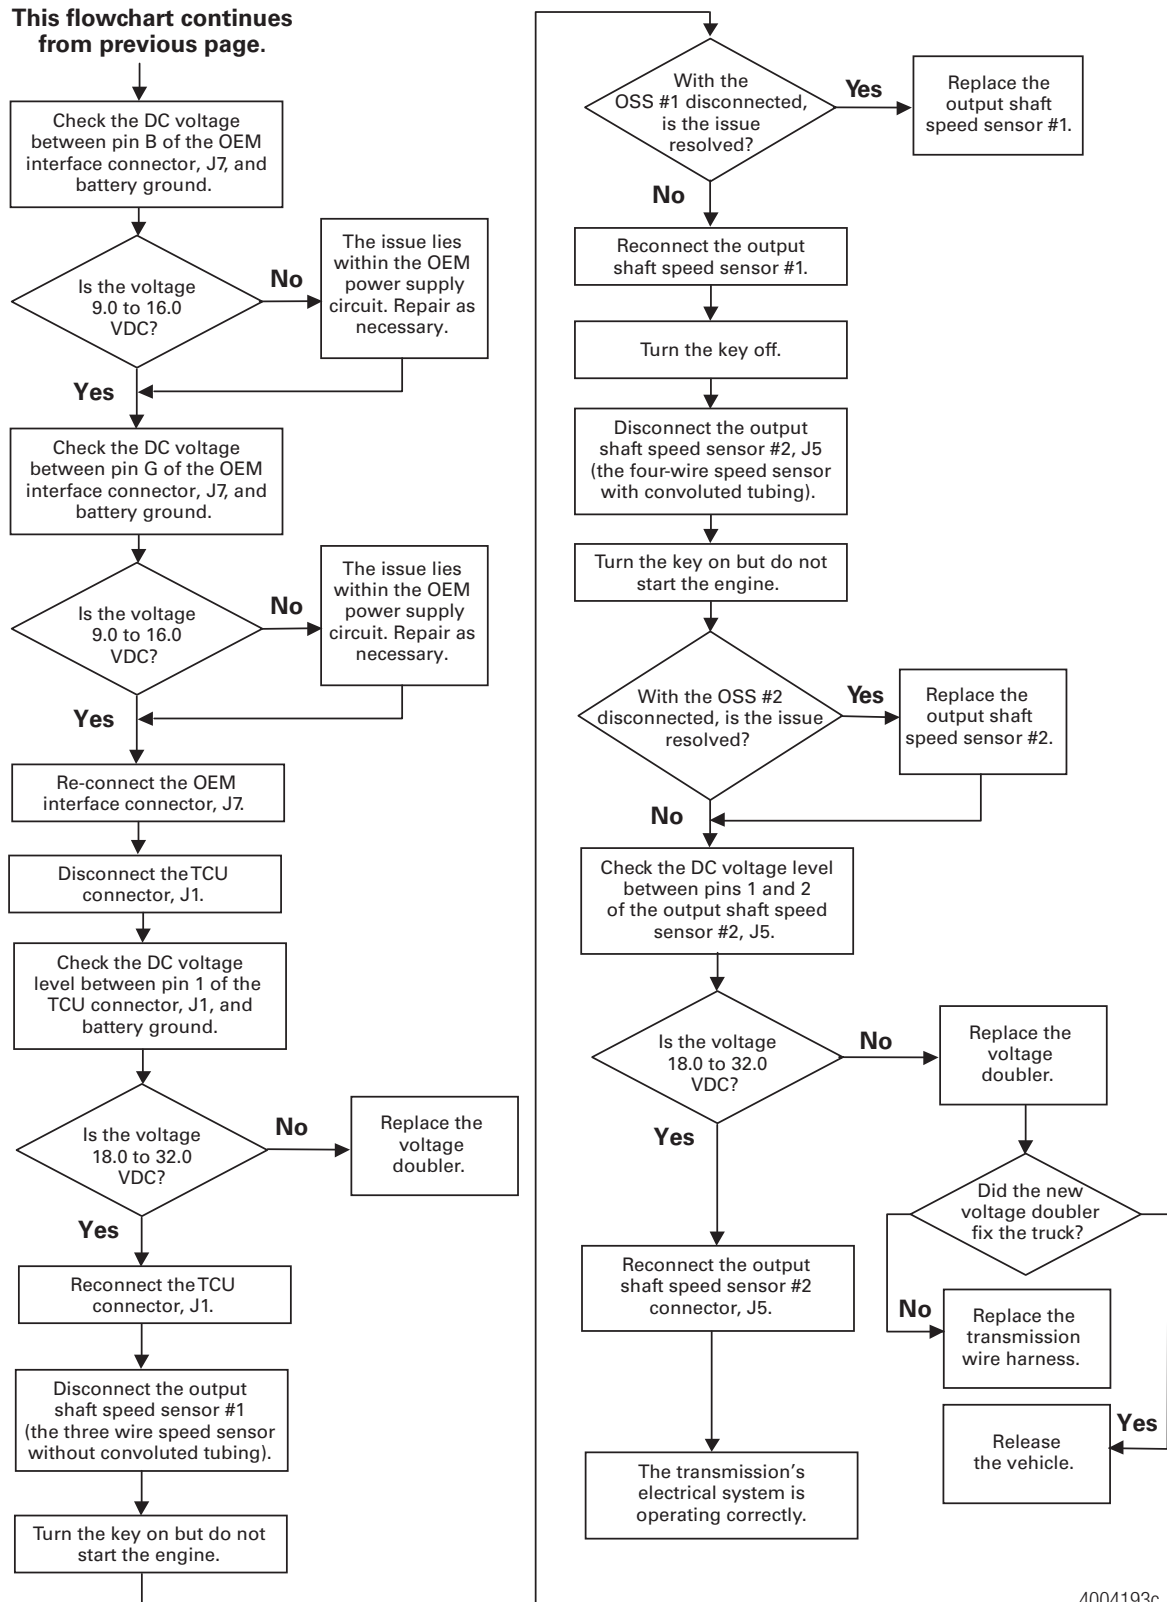 This flowchart continues
from previous page.
Check the DC voltage
between pin B of the OEM
interface connector, J7, and
battery ground.
Is the voltage
9.0 to 16.0
VDC?
No
The issue lies
within the OEM
power supply
circuit. Repair as
necessary.
Yes
Check the DC voltage
between pin G of the OEM
interface connector, J7, and
battery ground.
Is the voltage
9.0 to 16.0
VDC?
No
The issue lies
within the OEM
power supply
circuit. Repair as
necessary.
Yes
Re-connect the OEM
interface connector, J7.
Disconnect the TCU
connector, J1.
Check the DC voltage
level between pin 1 of the
TCU connector, J1, and
battery ground.
Is the voltage
18.0 to 32.0
VDC?
No
Replace the
voltage
doubler.
Yes
Reconnect the TCU
connector, J1.
Disconnect the output
shaft speed sensor #1
(the three wire speed sensor
without convoluted tubing).
Turn the key on but do not
start the engine.
With the
OSS #1 disconnected,
is the issue
resolved?
Yes
Replace the
output shaft
speed sensor #1.
No
Reconnect the output
shaft speed sensor #1.
Turn the key off.
Disconnect the output
shaft speed sensor #2, J5
(the four-wire speed sensor
with convoluted tubing).
Turn the key on but do not
start the engine.
With the OSS #2
disconnected, is the issue
resolved?
Yes
Replace the
output shaft
speed sensor #2.
No
Check the DC voltage level
between pins 1 and 2
of the output shaft speed
sensor #2, J5.
Is the voltage
18.0 to 32.0
VDC?
No
Replace the
voltage
doubler.
Yes
Did the new
voltage doubler
fix the truck?
Reconnect the output
shaft speed sensor #2
connector, J5.
No
Replace the
transmission
wire harness.
Yes
Release
the vehicle.
The transmission's
electrical system is
operating correctly.
4004193c